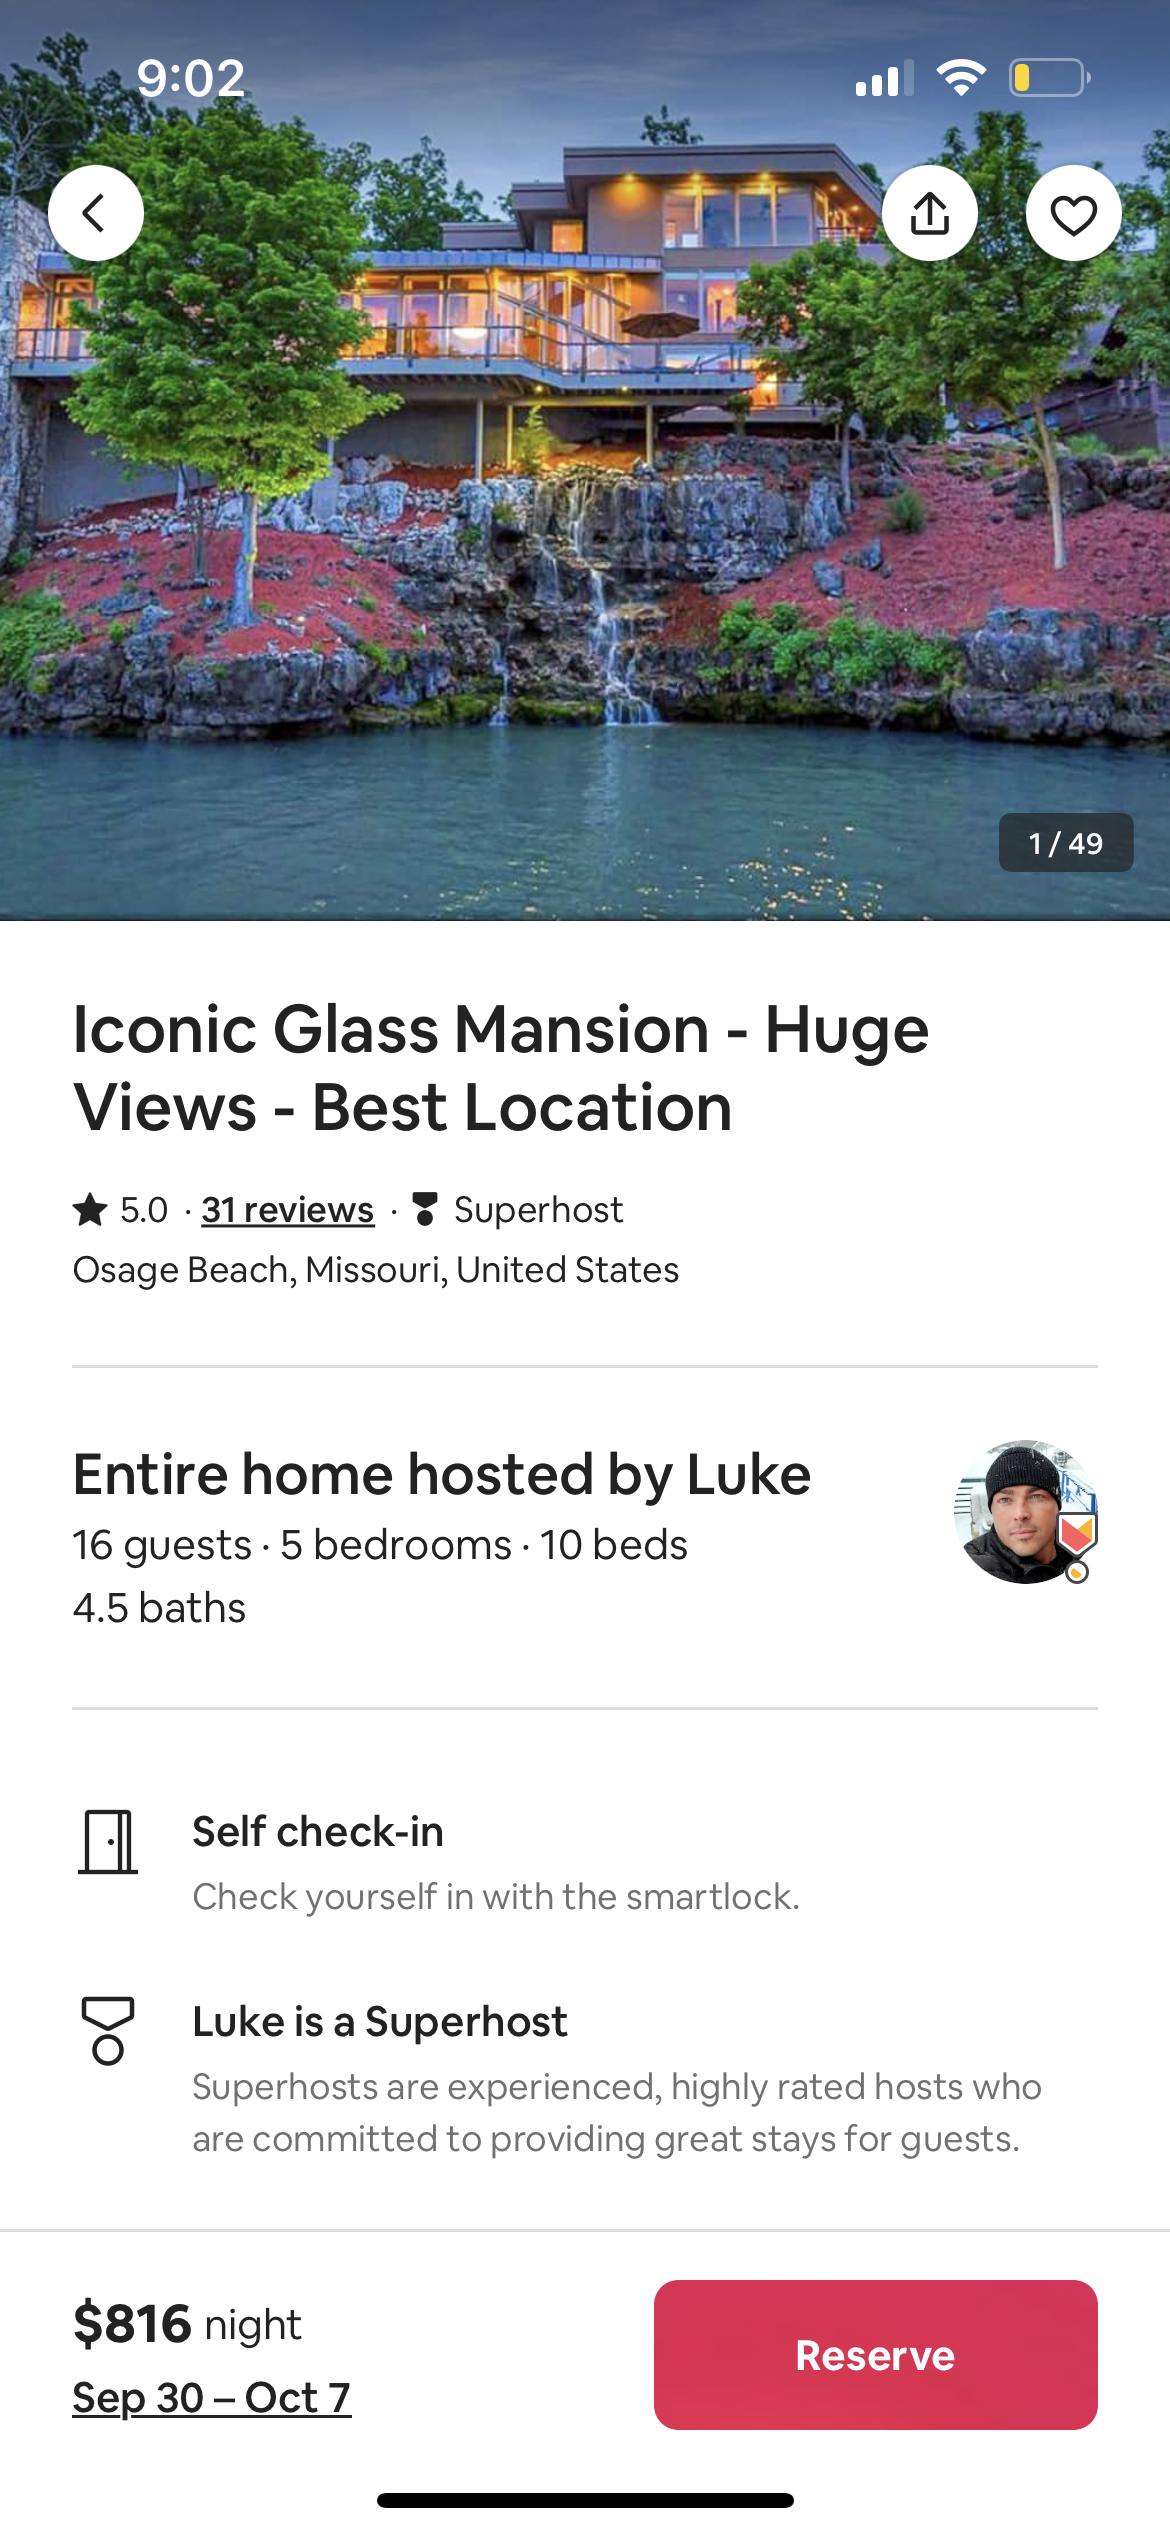 9:02
1 / 49
Iconic Glass Mansion - Huge
Views - Best Location
5.0 · 31 reviews · Superhost
Osage Beach, Missouri, United States
Entire home hosted by Luke
16 guests · 5 bedrooms · 10 beds
4.5 baths
Self check-in
Check yourself in with the smartlock.
Luke is a Superhost
Superhosts are experienced, highly rated hosts who
are committed to providing great stays for guests.
$816 night
Sep 30 – Oct 7
Reserve